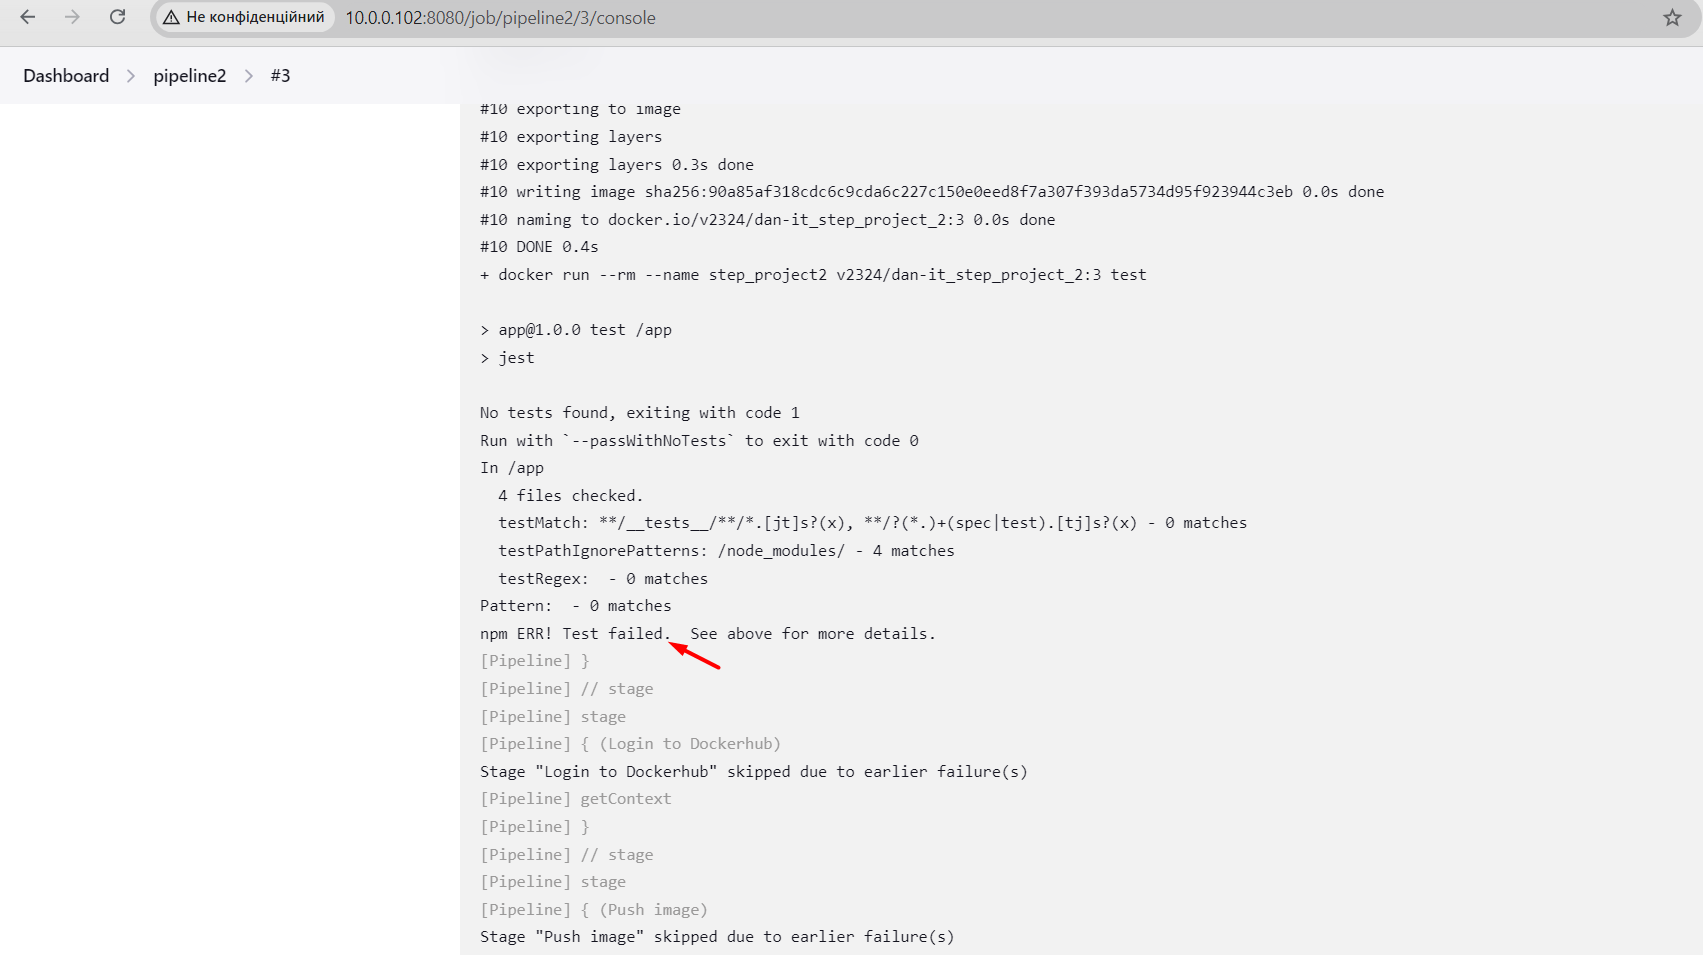 Не конфіденційний 10.0.0.102:8080/job/pipeline2/3/console
Dashboard > pipeline2 > #3
#10 exporting to image
#10 exporting layers
#10 exporting layers 0.3s done
#10 writing image sha256:90a85af318cdc6c9cda6c227c150e0eed8f7a307f393da5734d95f923944c3eb 0.0s done
#10 naming to docker.io/v2324/dan-it_step_project_2:3 0.0s done
#10 DONE 0.4s
+ docker run --rm --name step_project2 v2324/dan-it_step_project_2:3 test
> app@1.0.0 test /app
> jest
No tests found, exiting with code 1
Run with `--passWithNoTests` to exit with code 0
In /app
4 files checked.
testMatch: **/__tests__/**/*.[jt]s?(x), **/?(*.)+(spec|test).[tj]s?(x) - 0 matches
testPathIgnorePatterns: /node_modules/ - 4 matches
testRegex:  - 0 matches
Pattern:  - 0 matches
npm ERR! Test failed.  See above for more details.
[Pipeline] }
[Pipeline] // stage
[Pipeline] stage
[Pipeline] { (Login to Dockerhub)
Stage "Login to Dockerhub" skipped due to earlier failure(s)
[Pipeline] getContext
[Pipeline] }
[Pipeline] // stage
[Pipeline] stage
[Pipeline] { (Push image)
Stage "Push image" skipped due to earlier failure(s)